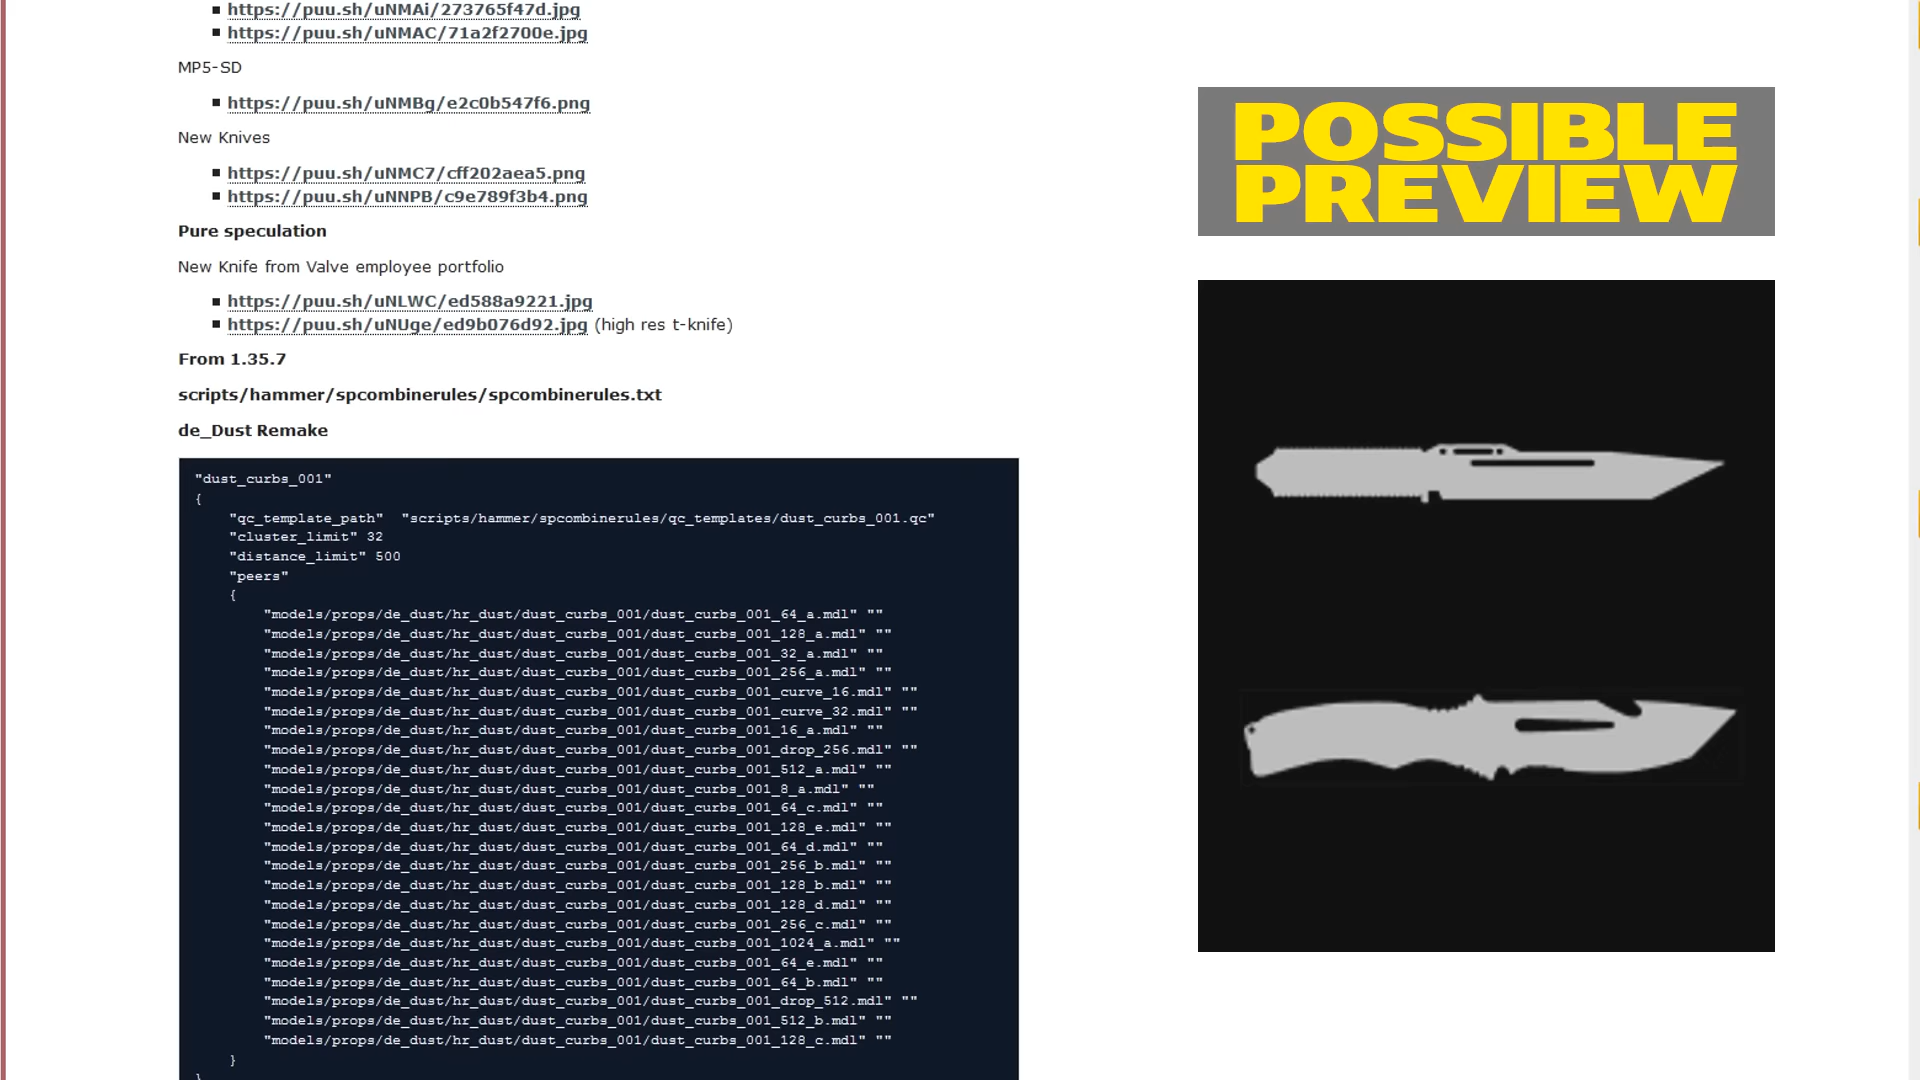 https://puu.sh/uNMAi/273765f47d.jpg
https://puu.sh/uNMAC/71a2f2700e.jpg
MP5-SD
https://puu.sh/uNMBg/e2c0b547f6.png
New Knives
https://puu.sh/uNMC7/cff202aea5.png
https://puu.sh/uNNPB/c9e789f3b4.png
Pure speculation
New Knife from Valve employee portfolio
https://puu.sh/uNLWC/ed588a9221.jpg
https://puu.sh/uNUge/ed9b076d92.jpg (high res t-knife)
From 1.35.7
scripts/hammer/spcombinerules/spcombinerules.txt
de_Dust Remake
"dust_curbs_001"
{
"qc_template_path" "scripts/hammer/spcombinerules/qc_templates/dust_curbs_001.qc"
"cluster_limit" 32
"distance_limit" 500
"peers"
{
"models/props/de_dust/hr_dust/dust_curbs_001/dust_curbs_001_64_a.mdl" ""
"models/props/de_dust/hr_dust/dust_curbs_001/dust_curbs_001_128_a.mdl" ""
"models/props/de_dust/hr_dust/dust_curbs_001/dust_curbs_001_32_a.mdl" ""
"models/props/de_dust/hr_dust/dust_curbs_001/dust_curbs_001_256_a.mdl" ""
"models/props/de_dust/hr_dust/dust_curbs_001/dust_curbs_001_curve_16.mdl" ""
"models/props/de_dust/hr_dust/dust_curbs_001/dust_curbs_001_curve_32.mdl" ""
"models/props/de_dust/hr_dust/dust_curbs_001/dust_curbs_001_16_a.mdl" ""
"models/props/de_dust/hr_dust/dust_curbs_001/dust_curbs_001_drop_256.mdl" ""
"models/props/de_dust/hr_dust/dust_curbs_001/dust_curbs_001_512_a.mdl" ""
"models/props/de_dust/hr_dust/dust_curbs_001/dust_curbs_001_8_a.mdl" ""
"models/props/de_dust/hr_dust/dust_curbs_001/dust_curbs_001_64_c.mdl" ""
"models/props/de_dust/hr_dust/dust_curbs_001/dust_curbs_001_128_e.mdl" ""
"models/props/de_dust/hr_dust/dust_curbs_001/dust_curbs_001_64_d.mdl" ""
"models/props/de_dust/hr_dust/dust_curbs_001/dust_curbs_001_256_b.mdl" ""
"models/props/de_dust/hr_dust/dust_curbs_001/dust_curbs_001_128_b.mdl" ""
"models/props/de_dust/hr_dust/dust_curbs_001/dust_curbs_001_128_d.mdl" ""
"models/props/de_dust/hr_dust/dust_curbs_001/dust_curbs_001_256_c.mdl" ""
"models/props/de_dust/hr_dust/dust_curbs_001/dust_curbs_001_1024_a.mdl" ""
"models/props/de_dust/hr_dust/dust_curbs_001/dust_curbs_001_64_e.mdl" ""
"models/props/de_dust/hr_dust/dust_curbs_001/dust_curbs_001_64_b.mdl" ""
"models/props/de_dust/hr_dust/dust_curbs_001/dust_curbs_001_drop_512.mdl" ""
"models/props/de_dust/hr_dust/dust_curbs_001/dust_curbs_001_512_b.mdl" ""
"models/props/de_dust/hr_dust/dust_curbs_001/dust_curbs_001_128_c.mdl" ""
}
}
POSSIBLE
PREVIEW